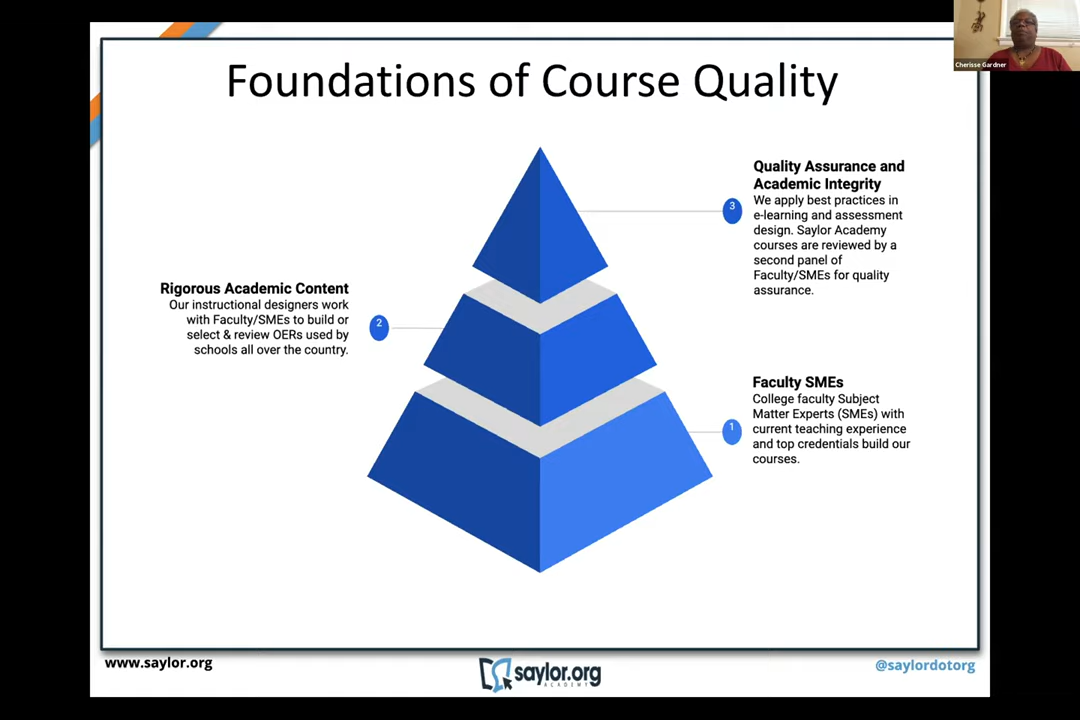 Cherisse Gardner
Foundations of Course Quality
Quality Assurance and
Academic Integrity
We apply best practices in
e-learning and assessment
design. Saylor Academy
courses are reviewed by a
second panel of
Faculty/SMEs for quality
assurance.
3
Rigorous Academic Content
Our instructional designers work
with Faculty/SMEs to build or
select & review OERs used by
schools all over the country.
2
Faculty SMEs
College faculty Subject
Matter Experts (SMEs) with
current teaching experience
and top credentials build our
courses.
1
www.saylor.org
saylor.org
ACADEMY
@saylordotorg